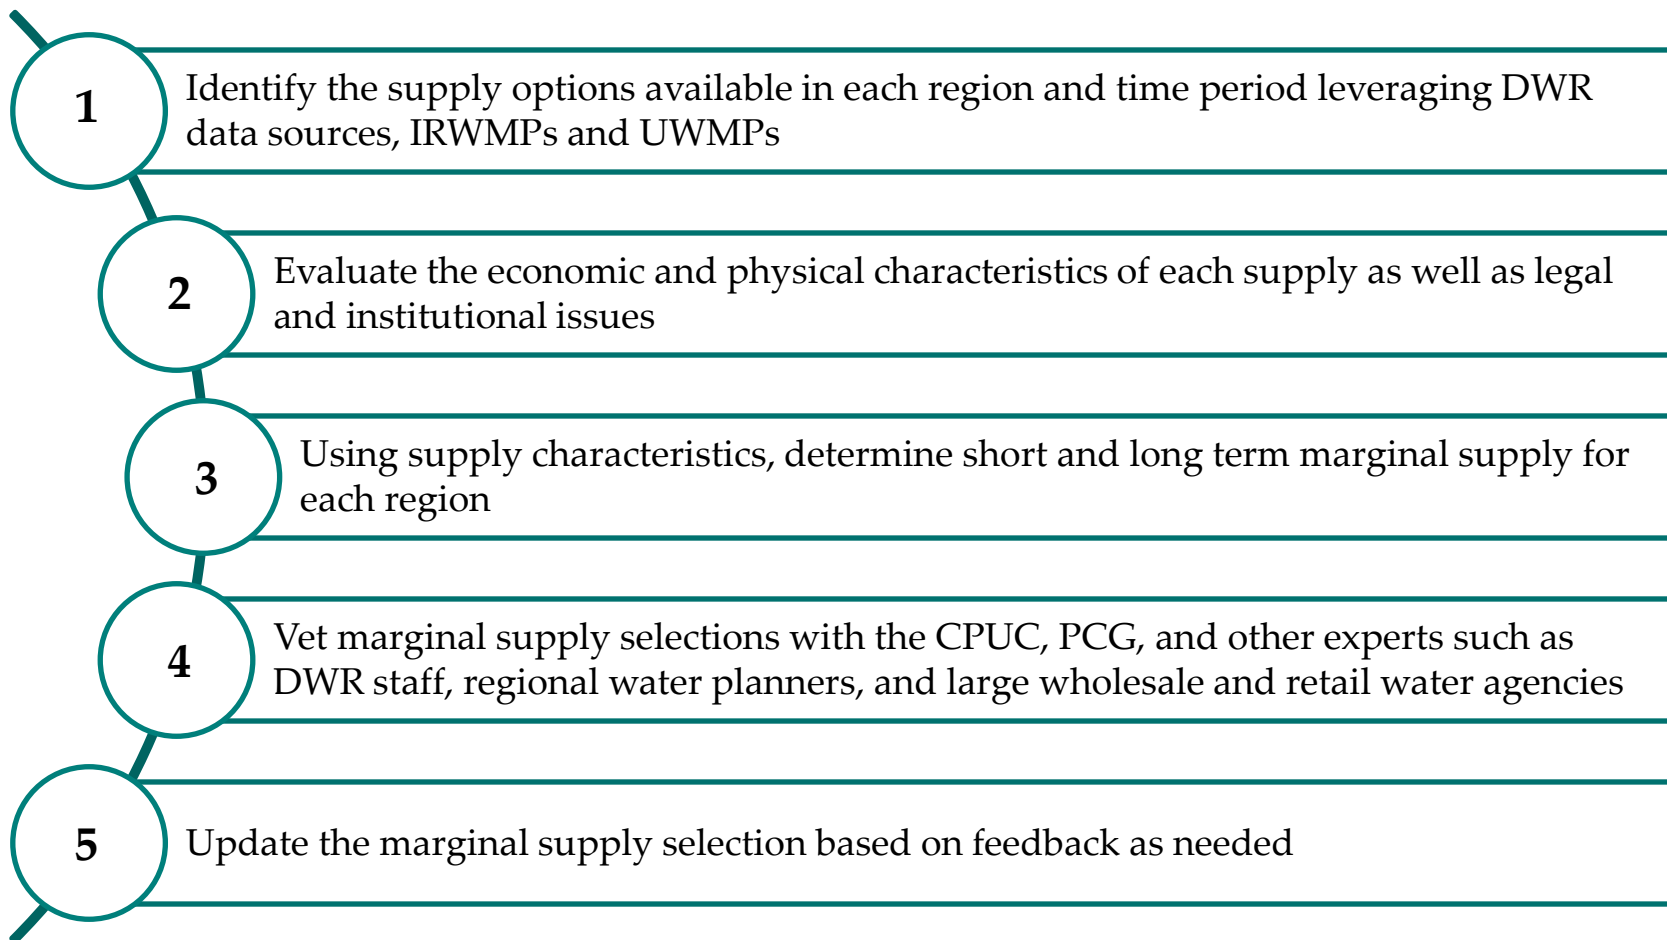 1
Identify the supply options available in each region and time period leveraging DWR
data sources, IRWMPs and UWMPs
2
Evaluate the economic and physical characteristics of each supply as well as legal
and institutional issues
3
Using supply characteristics, determine short and long term marginal supply for
each region
4
Vet marginal supply selections with the CPUC, PCG, and other experts such as
DWR staff, regional water planners, and large wholesale and retail water agencies
5
Update the marginal supply selection based on feedback as needed